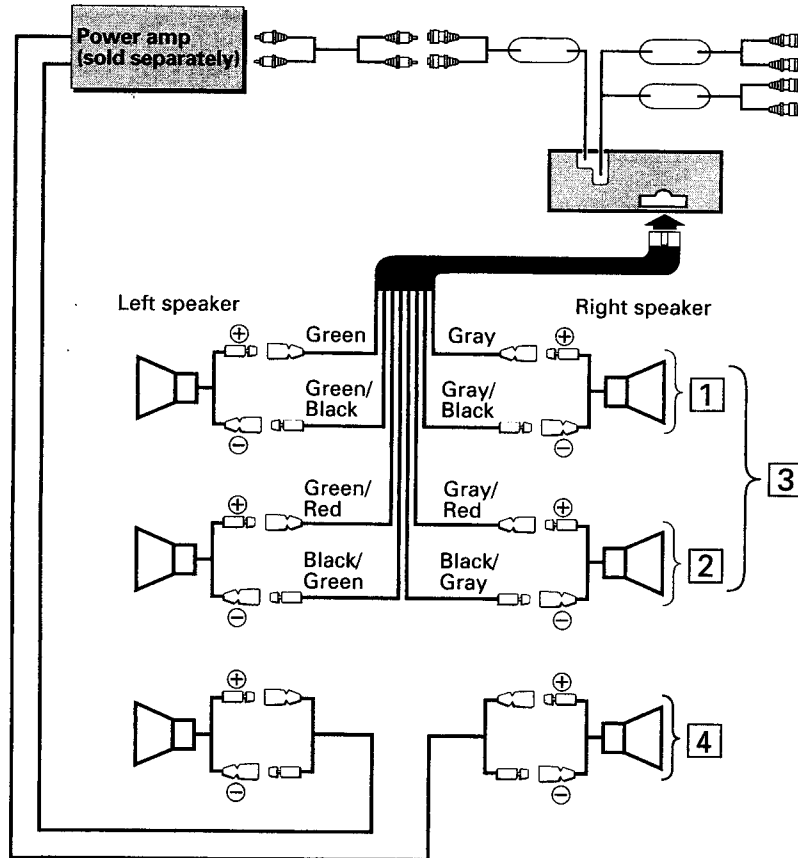 Power amp
(sold separately)
Left speaker
Right speaker
⊕
Green
Gray
⊕
1
Green/
Black
Gray/
Black
⊖
⊖
3
⊕
Green/
Red
Gray/
Red
⊕
2
Black/
Green
Black/
Gray
⊖
⊖
⊕
⊕
4
⊖
⊖